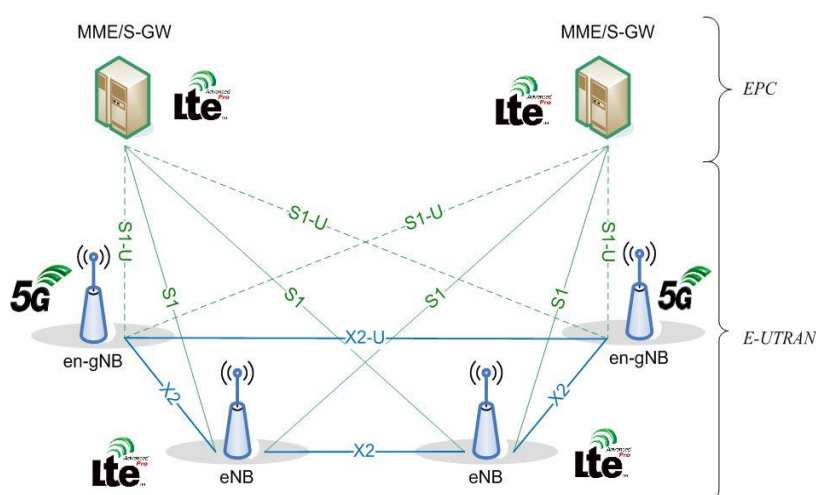 MME/S-GW
MME/S-GW
Lte
Advanced
Pro
Lte
Advanced
Pro
EPC
S1-U
S1-U
S1-U
S1-U
5G
S1
S1
S1
S1
5G
en-gNB
X2-U
en-gNB
E-UTRAN
X2
X2
Lte
Advanced
Pro
eNB
X2
eNB
Lte
Advanced
Pro